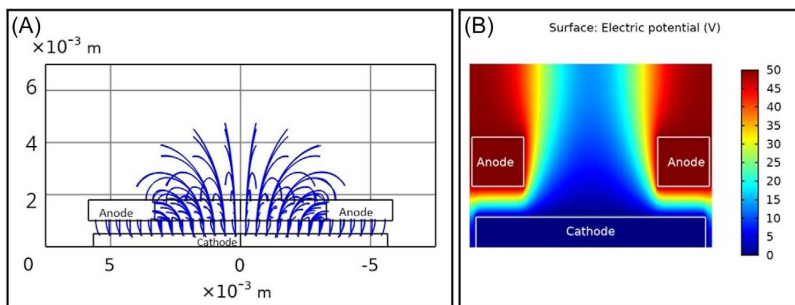 (A)
×10⁻³ m
6
4
2
Anode
Anode
Cathode
0
5
0
-5
×10⁻³ m
(B)
Surface: Electric potential (V)
Anode
Anode
Cathode
50
45
40
35
30
25
20
15
10
5
0